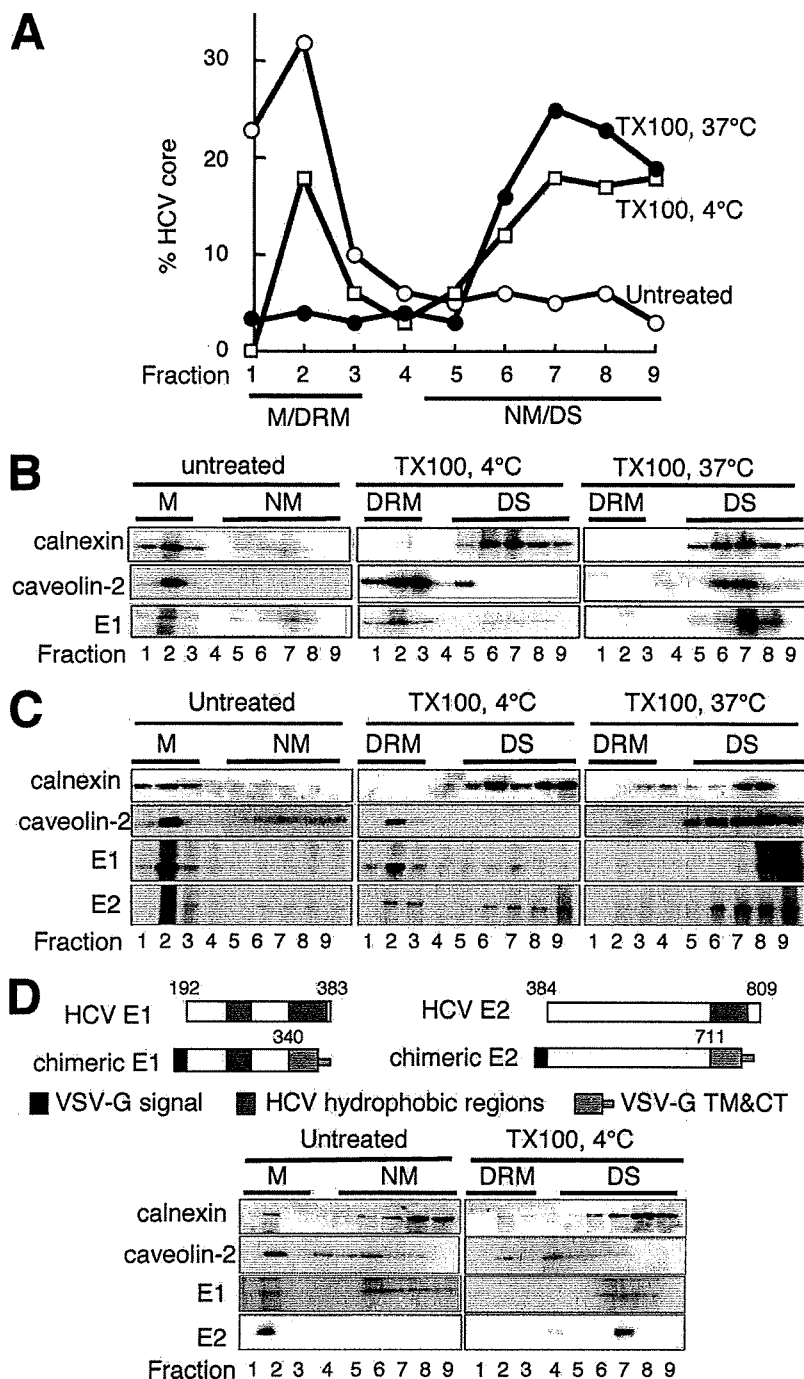 A
% HCV core
30
20
10
0
TX100, 37°C
TX100, 4°C
Untreated
Fraction 1 2 3 4 5 6 7 8 9
M/DRM NM/DS
B
untreated TX100, 4°C TX100, 37°C
M NM DRM DS DRM DS
calnexin
caveolin-2
E1
Fraction 1 2 3 4 5 6 7 8 9 1 2 3 4 5 6 7 8 9 1 2 3 4 5 6 7 8 9
C
Untreated TX100, 4°C TX100, 37°C
M NM DRM DS DRM DS
calnexin
caveolin-2
E1
E2
Fraction 1 2 3 4 5 6 7 8 9 1 2 3 4 5 6 7 8 9 1 2 3 4 5 6 7 8 9
D
192 383 384 809
HCV E1 HCV E2
340 711
chimeric E1 chimeric E2
VSV-G signal HCV hydrophobic regions VSV-G TM&CT
Untreated TX100, 4°C
M NM DRM DS
calnexin
caveolin-2
E1
E2
Fraction 1 2 3 4 5 6 7 8 9 1 2 3 4 5 6 7 8 9